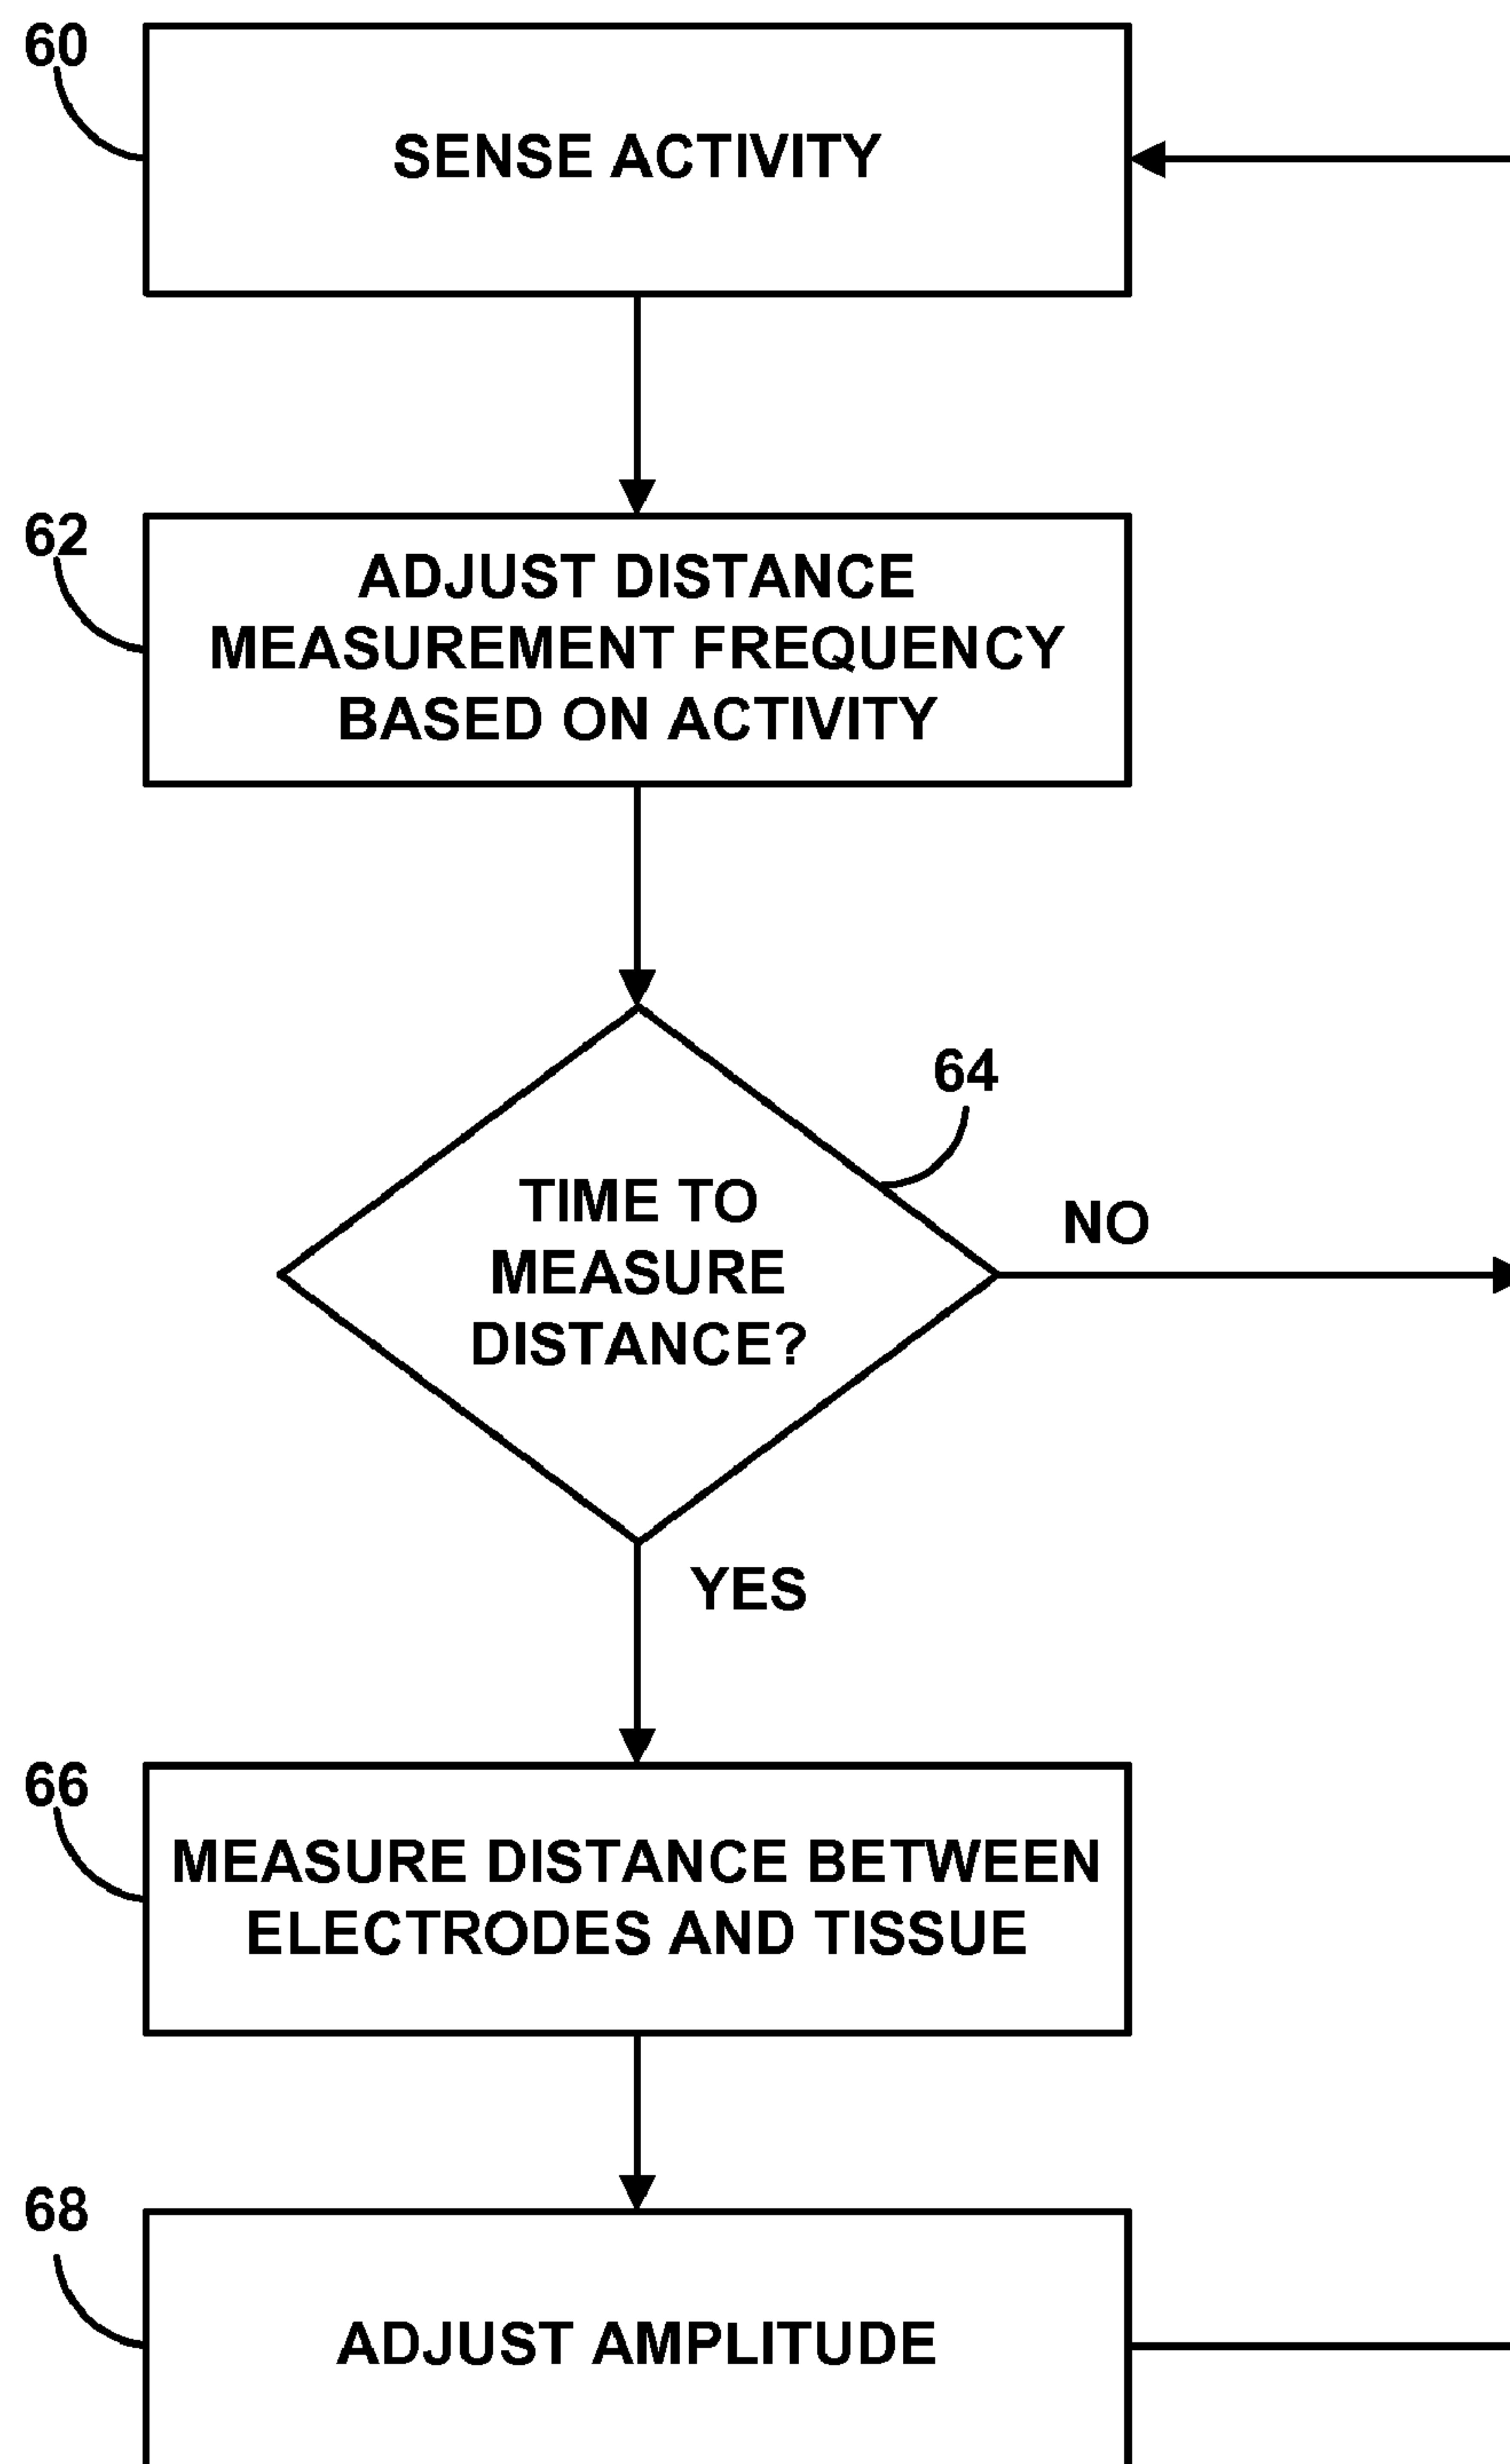 60
SENSE ACTIVITY
62
ADJUST DISTANCE
MEASUREMENT FREQUENCY
BASED ON ACTIVITY
64
TIME TO
MEASURE
DISTANCE?
NO
YES
66
MEASURE DISTANCE BETWEEN
ELECTRODES AND TISSUE
68
ADJUST AMPLITUDE